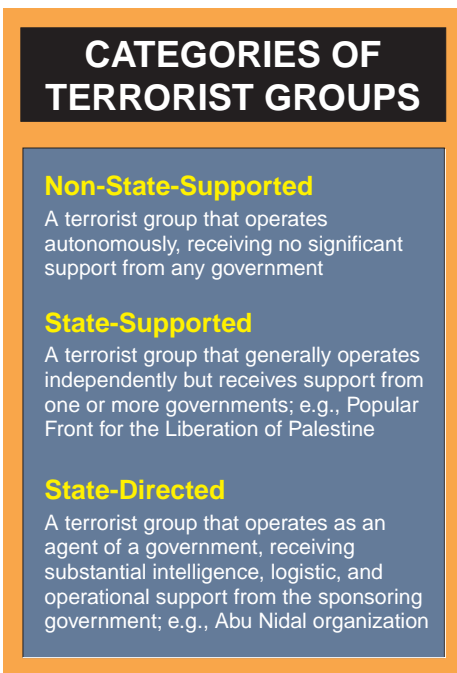 CATEGORIES OF
TERRORIST GROUPS
Non-State-Supported
A terrorist group that operates
autonomously, receiving no significant
support from any government
State-Supported
A terrorist group that generally operates
independently but receives support from
one or more governments; e.g., Popular
Front for the Liberation of Palestine
State-Directed
A terrorist group that operates as an
agent of a government, receiving
substantial intelligence, logistic, and
operational support from the sponsoring
government; e.g., Abu Nidal organization